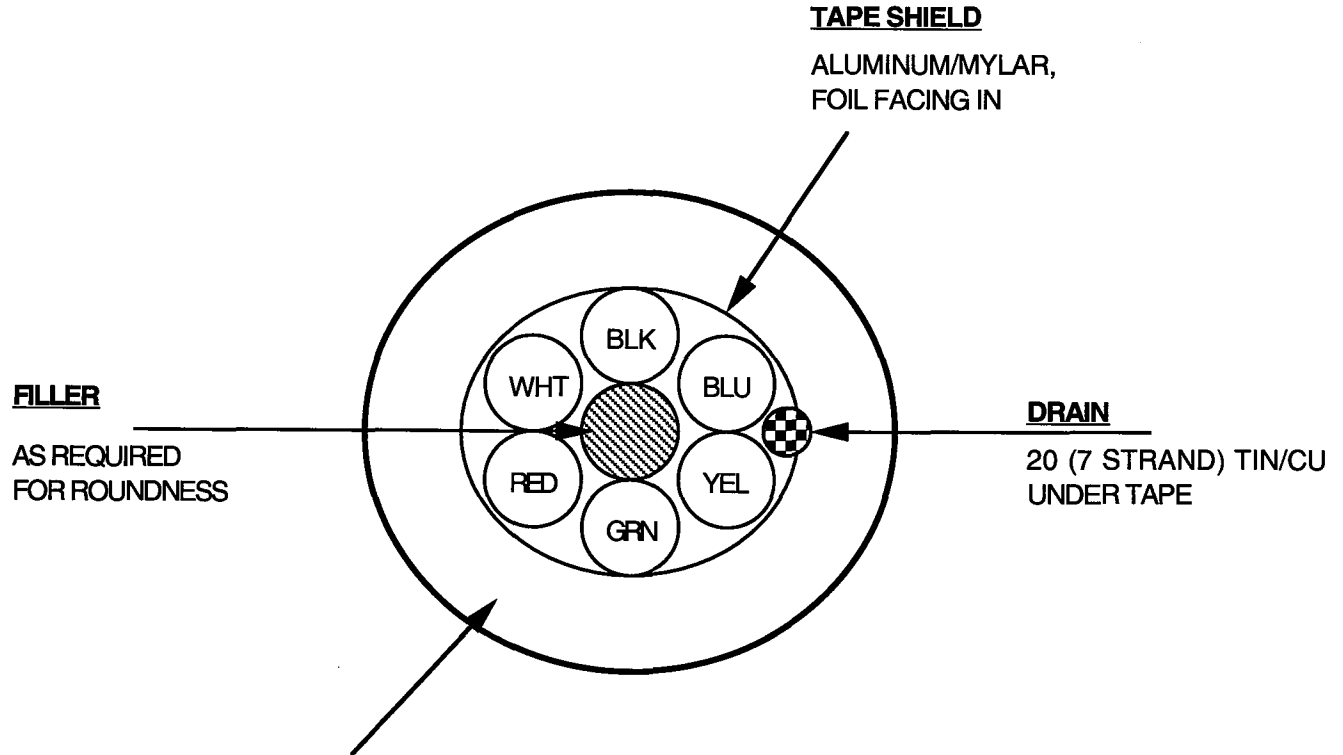 TAPE SHIELD
ALUMINUM/MYLAR,
FOIL FACING IN
BLK
WHT
BLU
FILLER
AS REQUIRED
FOR ROUNDNESS
DRAIN
20 (7 STRAND) TIN/CU
UNDER TAPE
RED
YEL
GRN